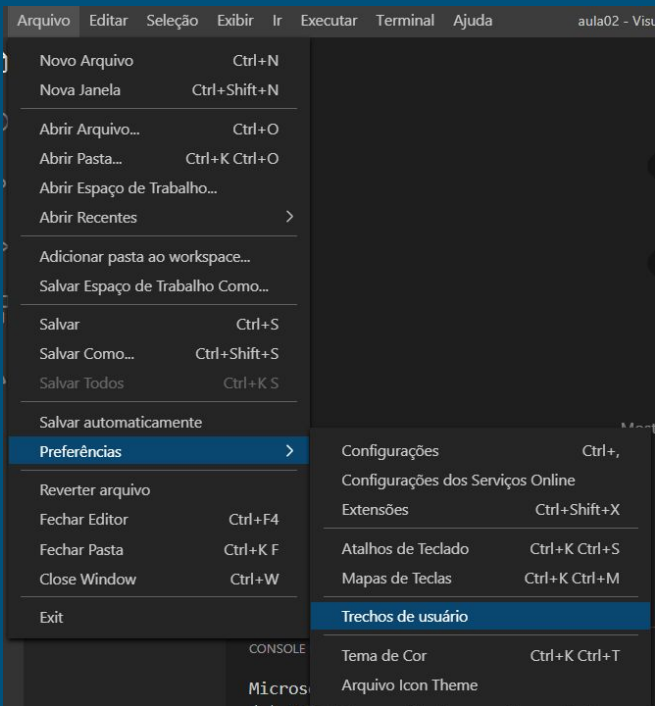 Arquivo Editar Seleção Exibir Ir Executar Terminal Ajuda aula02 - Visu
Novo Arquivo Ctrl+N
Nova Janela Ctrl+Shift+N
Abrir Arquivo... Ctrl+O
Abrir Pasta... Ctrl+K Ctrl+O
Abrir Espaço de Trabalho...
Abrir Recentes
Adicionar pasta ao workspace...
Salvar Espaço de Trabalho Como...
Salvar Ctrl+S
Salvar Como... Ctrl+Shift+S
Salvar Todos Ctrl+K S
Salvar automaticamente
Preferências
Reverter arquivo
Fechar Editor Ctrl+F4
Fechar Pasta Ctrl+K F
Close Window Ctrl+W
Exit
Most
Configurações Ctrl+,
Configurações dos Serviços Online
Extensões Ctrl+Shift+X
Atalhos de Teclado Ctrl+K Ctrl+S
Mapas de Teclas Ctrl+K Ctrl+M
Trechos de usuário
Tema de Cor Ctrl+K Ctrl+T
Arquivo Icon Theme
CONSOLE
Micros